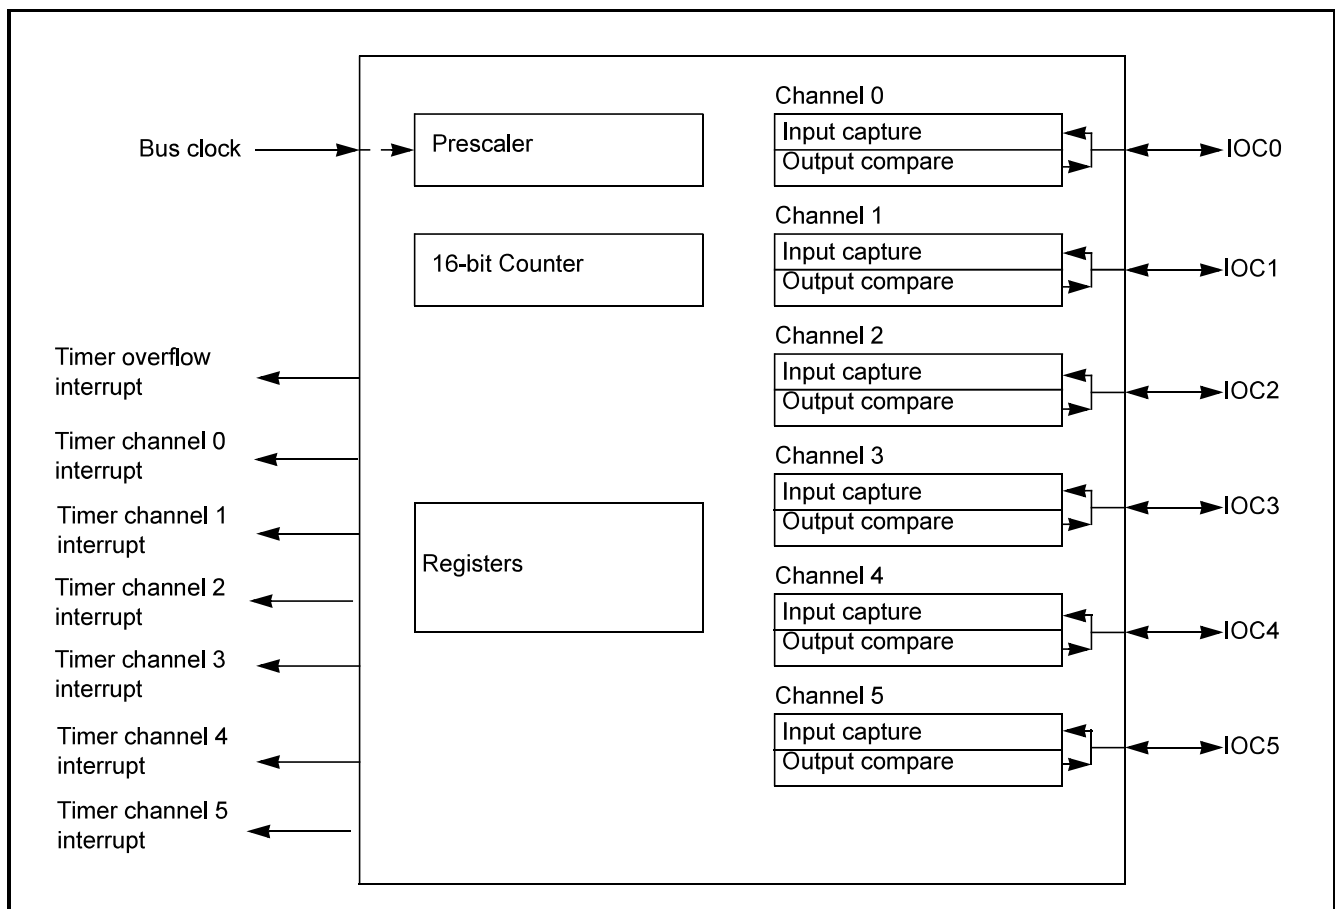 Bus clock
Prescaler
16-bit Counter
Registers
Timer overflow
interrupt
Timer channel 0
interrupt
Timer channel 1
interrupt
Timer channel 2
interrupt
Timer channel 3
interrupt
Timer channel 4
interrupt
Timer channel 5
interrupt
Channel 0
Input capture
Output compare
IOC0
Channel 1
Input capture
Output compare
IOC1
Channel 2
Input capture
Output compare
IOC2
Channel 3
Input capture
Output compare
IOC3
Channel 4
Input capture
Output compare
IOC4
Channel 5
Input capture
Output compare
IOC5